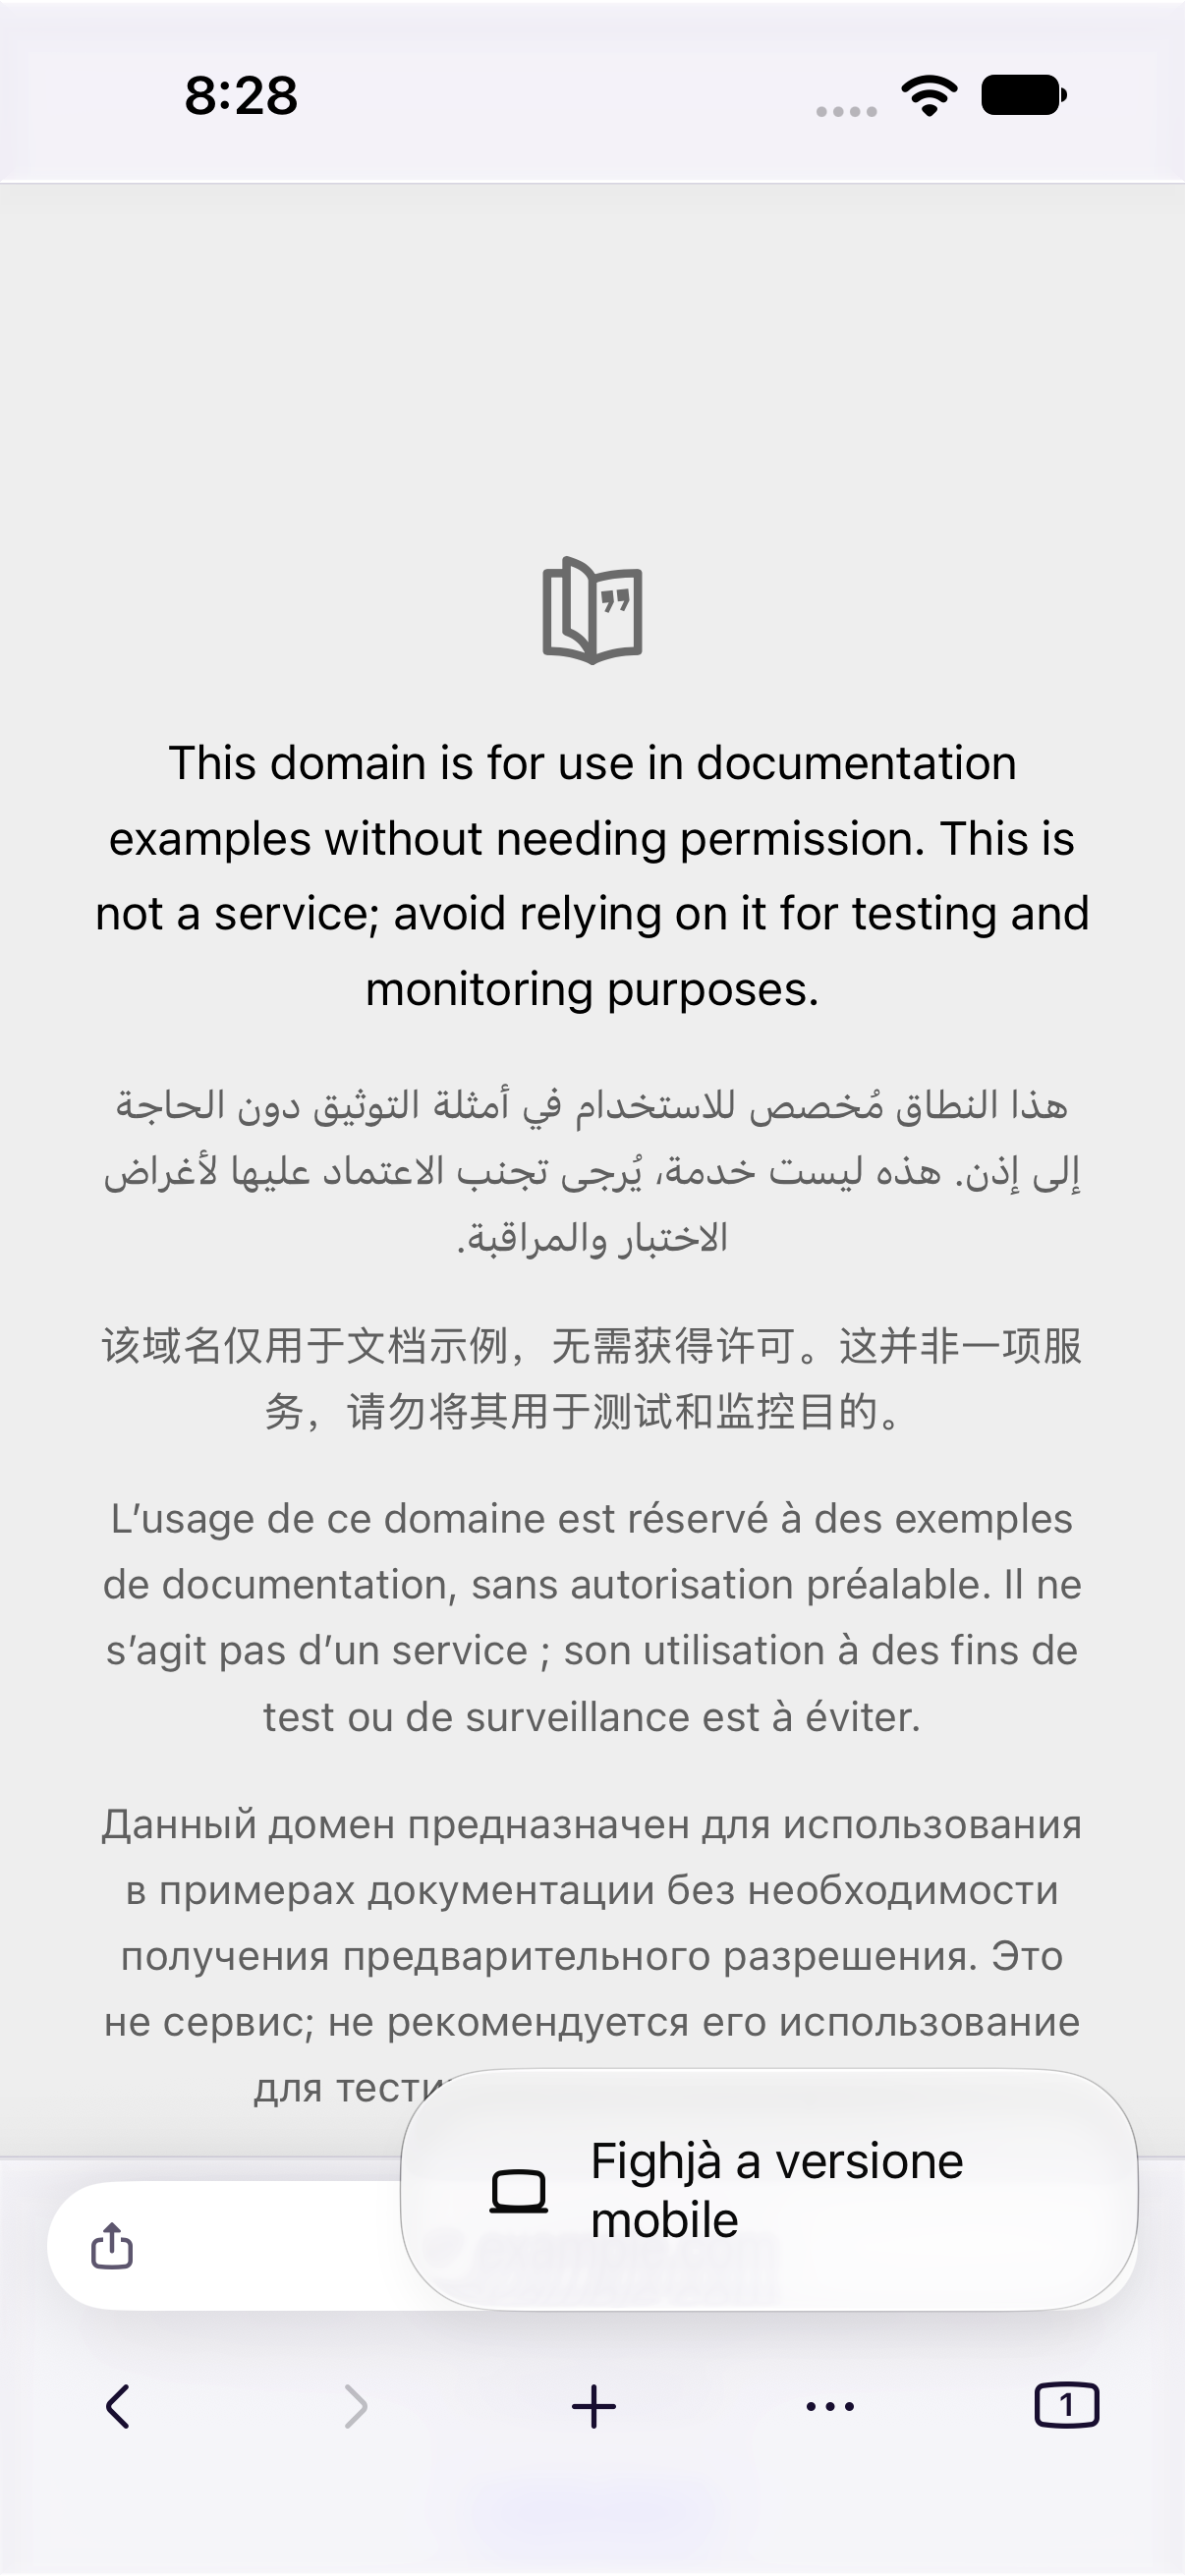 8:28
This domain is for use in documentation
examples without needing permission. This is
not a service; avoid relying on it for testing and
monitoring purposes.
هذا النطاق مُخصص للاستخدام في أمثلة التوثيق دون الحاجة
إلى إذن. هذه ليست خدمة، يُرجى تجنب الاعتماد عليها لأغراض
الاختبار والمراقبة.
该域名仅用于文档示例，无需获得许可。这并非一项服
务，请勿将其用于测试和监控目的。
L’usage de ce domaine est réservé à des exemples
de documentation, sans autorisation préalable. Il ne
s’agit pas d’un service ; son utilisation à des fins de
test ou de surveillance est à éviter.
Данный домен предназначен для использования
в примерах документации без необходимости
получения предварительного разрешения. Это
не сервис; не рекомендуется его использование
для
Fighjà a versione
mobile
1